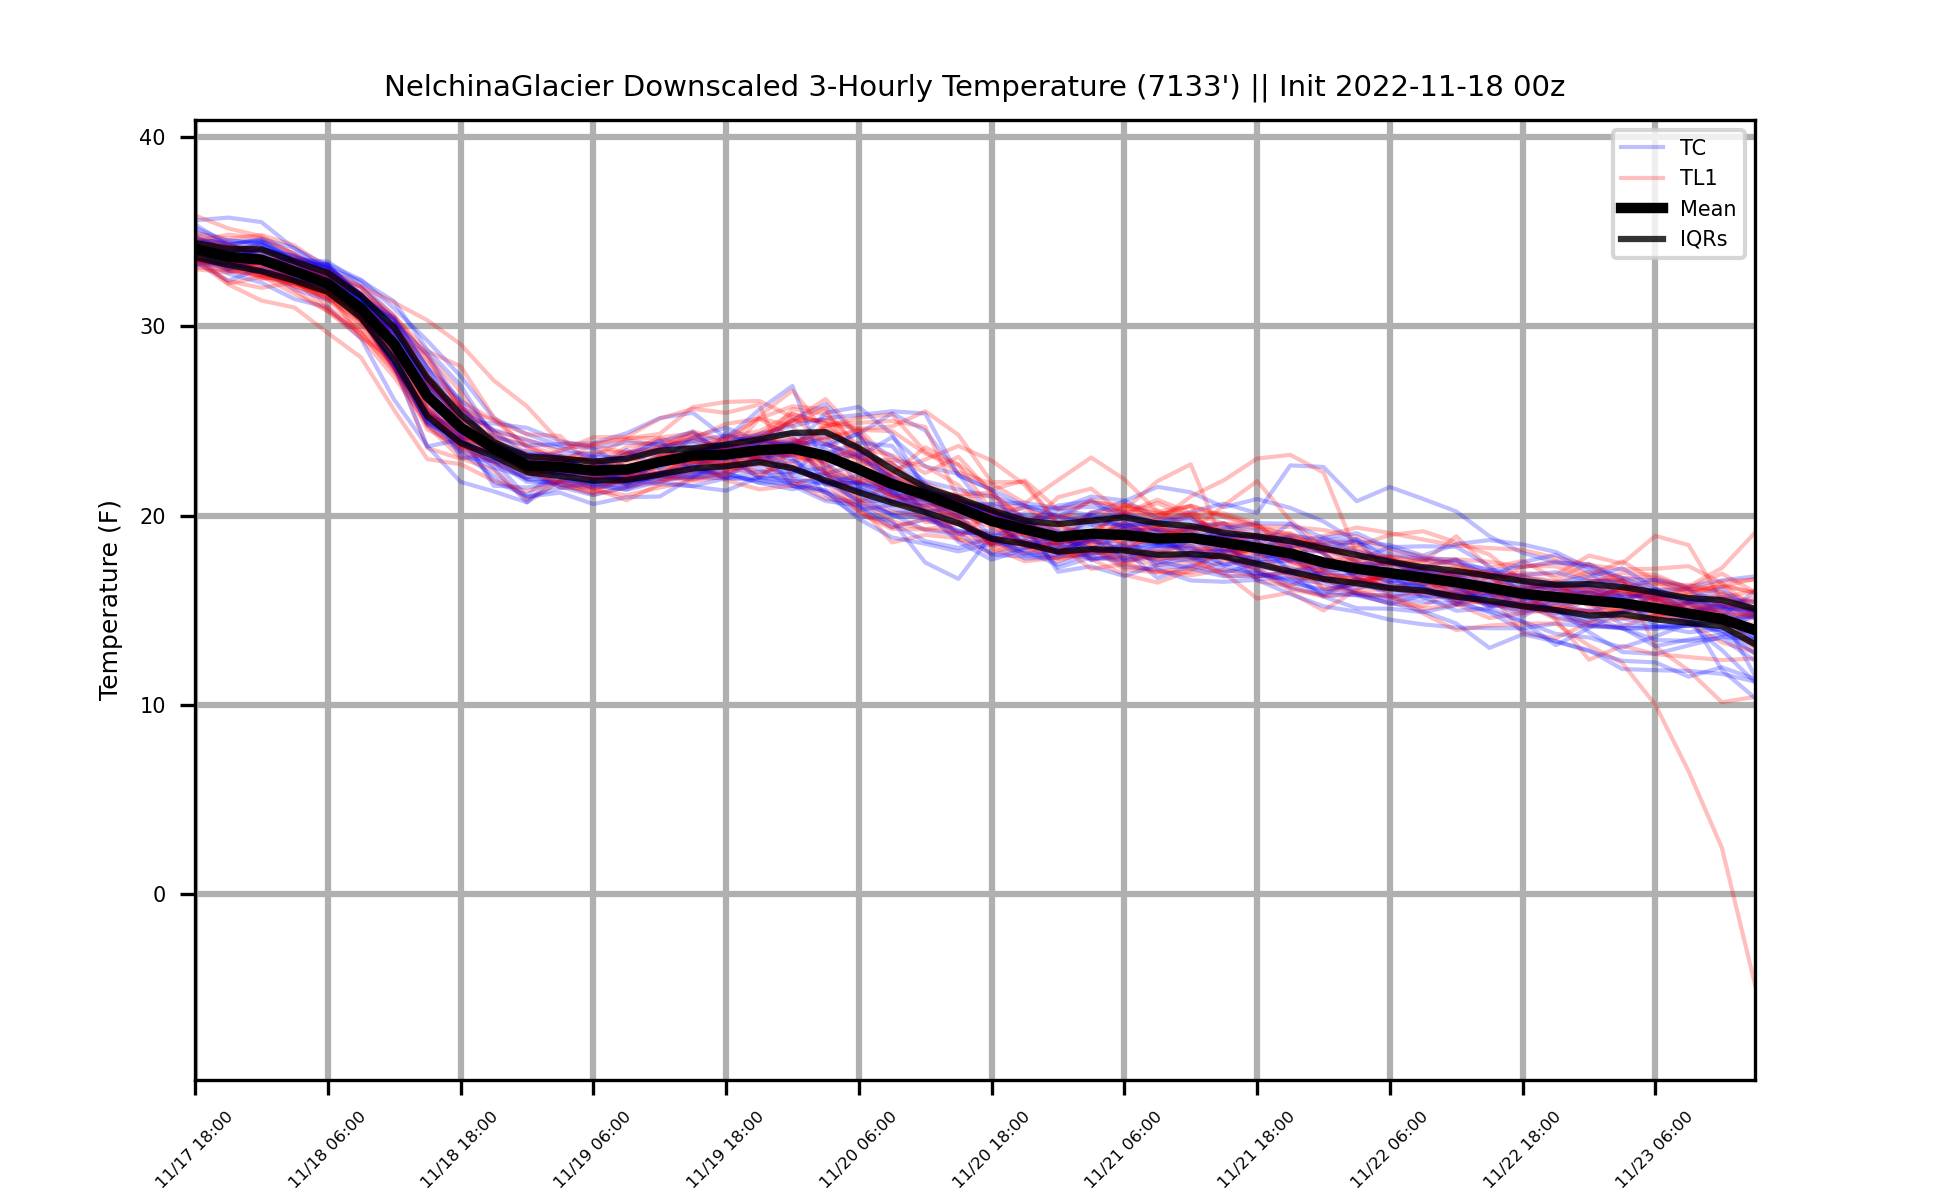 NelchinaGlacier Downscaled 3-Hourly Temperature (7133') || Init 2022-11-18 00z
TC
TL1
Mean
IQRs
Temperature (F)
40
30
20
10
0
11/17 18:00
11/18 06:00
11/18 18:00
11/19 06:00
11/19 18:00
11/20 06:00
11/20 18:00
11/21 06:00
11/21 18:00
11/22 06:00
11/22 18:00
11/23 06:00